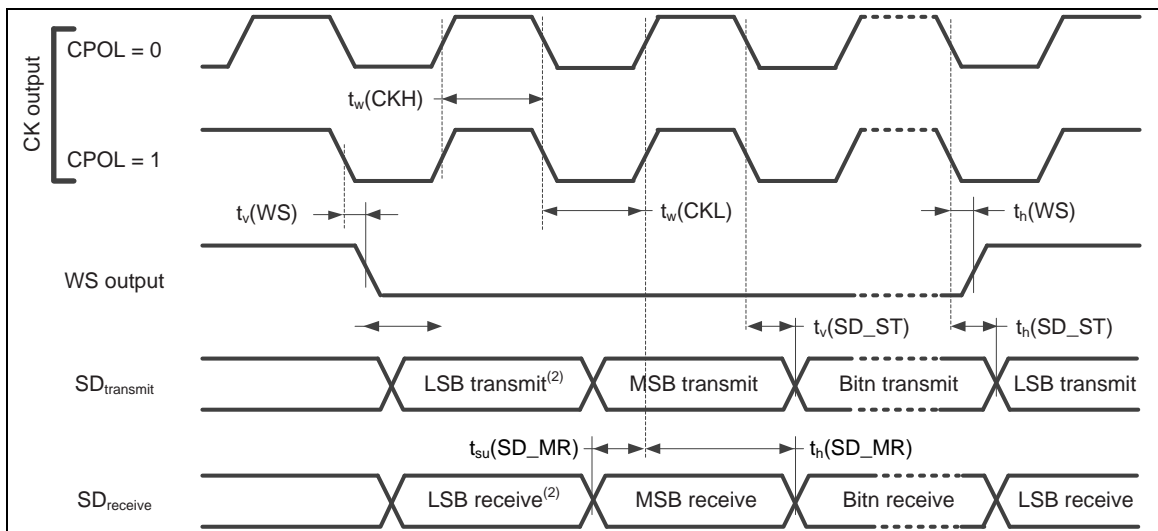 CK output
CPOL = 0
tw(CKH)
CPOL = 1
tv(WS)
tw(CKL)
th(WS)
WS output
tv(SD_ST)
th(SD_ST)
SDtransmit
LSB transmit(2)
MSB transmit
Bitn transmit
LSB transmit
tsu(SD_MR)
th(SD_MR)
SDreceive
LSB receive(2)
MSB receive
Bitn receive
LSB receive